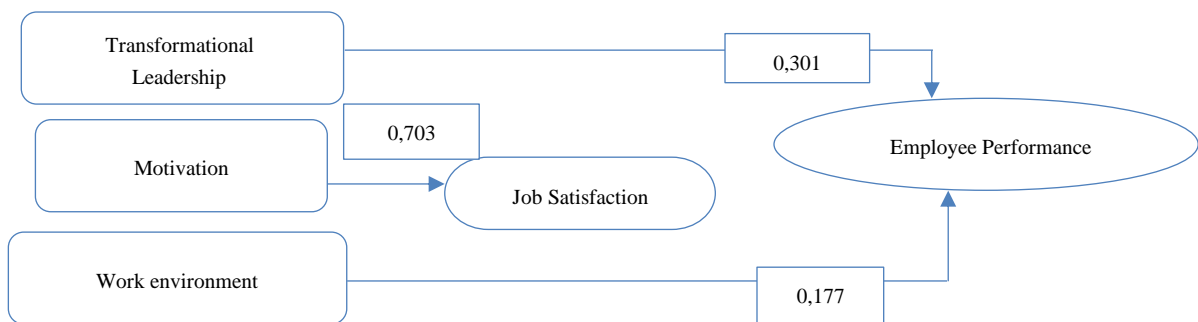 Transformational
Leadership
0,301
0,703
Motivation
Employee Performance
Job Satisfaction
Work environment
0,177